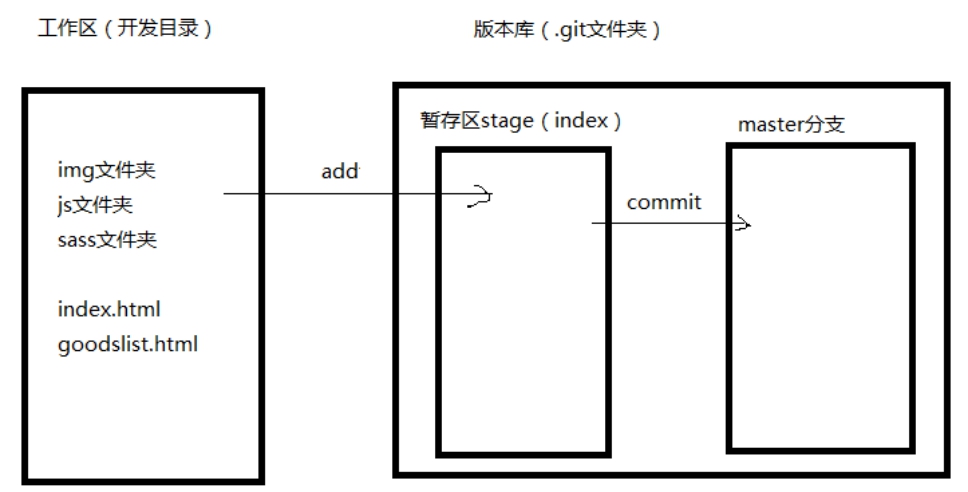 工作区（开发目录）
版本库（.git文件夹）
暂存区stage（index）
master分支
img文件夹
js文件夹
sass文件夹
index.html
goodslist.html
add
commit